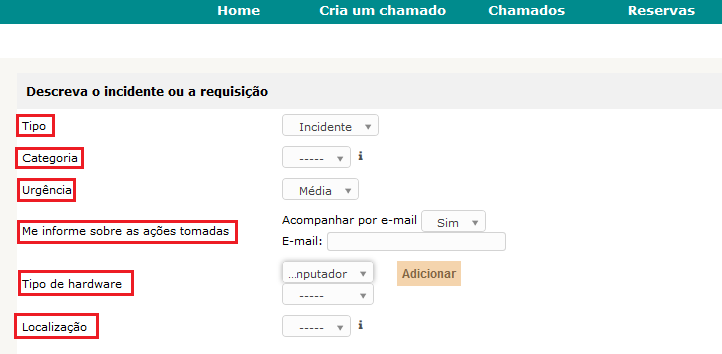 Home Cria um chamado Chamados Reservas
Descreva o incidente ou a requisição
Tipo Incidente
Categoria ----- i
Urgência Média
Me informe sobre as ações tomadas Acompanhar por e-mail Sim
E-mail:
Tipo de hardware ...nputador Adicionar
-----
Localização ----- i